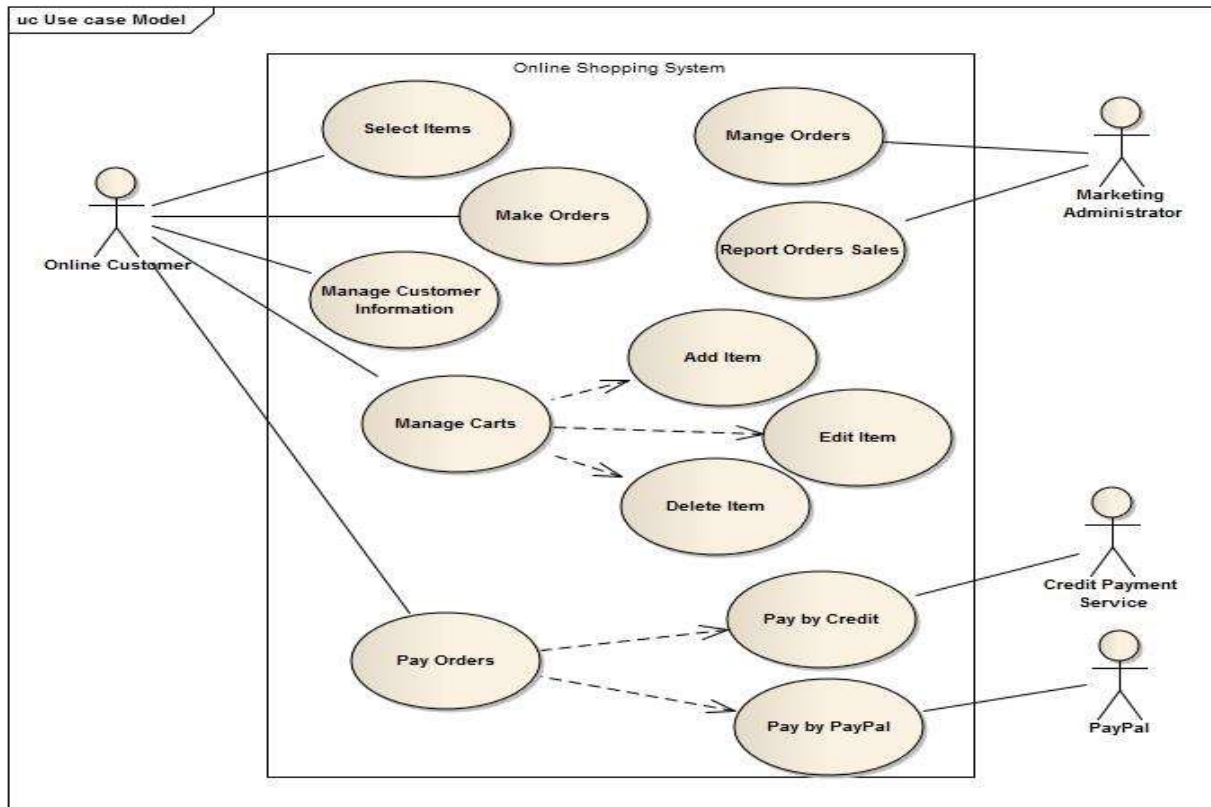 uc Use case Model
Online Shopping System
Select Items
Mange Orders
Make Orders
Marketing
Administrator
Online Customer
Report Orders Sales
Manage Customer
Information
Add Item
Manage Carts
Edit Item
Delete Item
Credit Payment
Service
Pay by Credit
Pay Orders
Pay by PayPal
PayPal